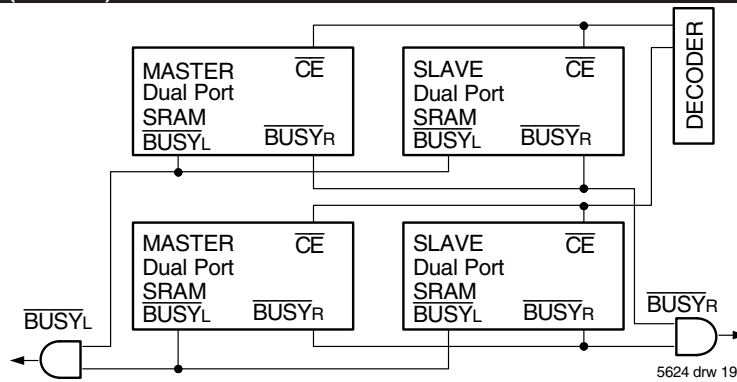 MASTER
Dual Port
SRAM
BUSYL
CE
BUSYR
SLAVE
Dual Port
SRAM
BUSYL
CE
BUSYR
DECODER
MASTER
Dual Port
SRAM
BUSYL
CE
BUSYR
SLAVE
Dual Port
SRAM
BUSYL
CE
BUSYR
BUSYL
BUSYR
5624 drw 19